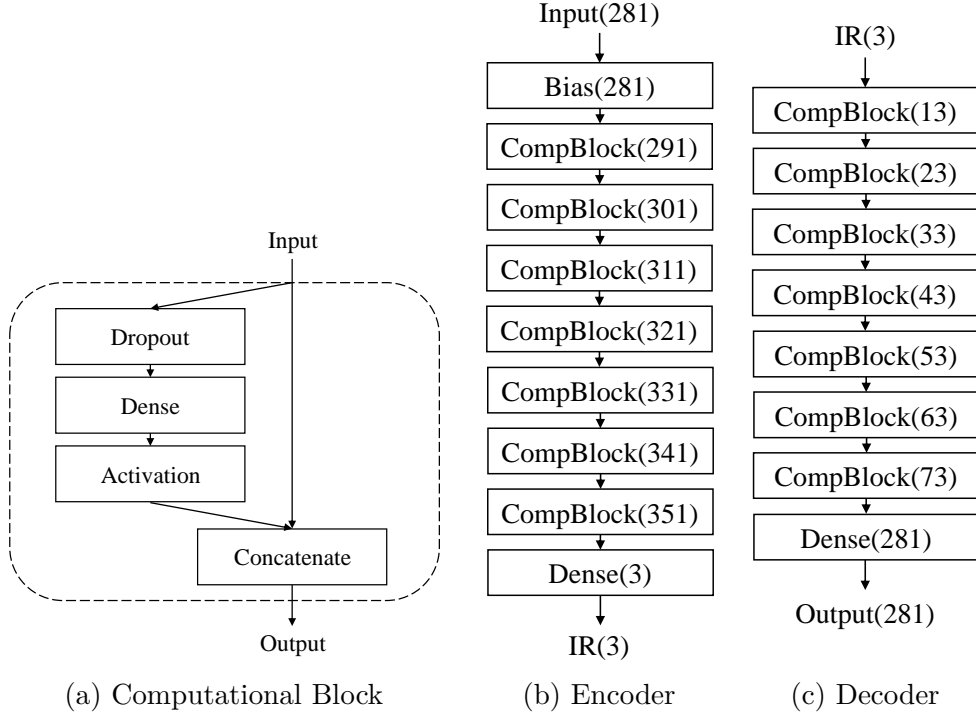 Input
Dropout
Dense
Activation
Concatenate
Output
(a) Computational Block
Input(281)
Bias(281)
CompBlock(291)
CompBlock(301)
CompBlock(311)
CompBlock(321)
CompBlock(331)
CompBlock(341)
CompBlock(351)
Dense(3)
IR(3)
(b) Encoder
IR(3)
CompBlock(13)
CompBlock(23)
CompBlock(33)
CompBlock(43)
CompBlock(53)
CompBlock(63)
CompBlock(73)
Dense(281)
Output(281)
(c) Decoder